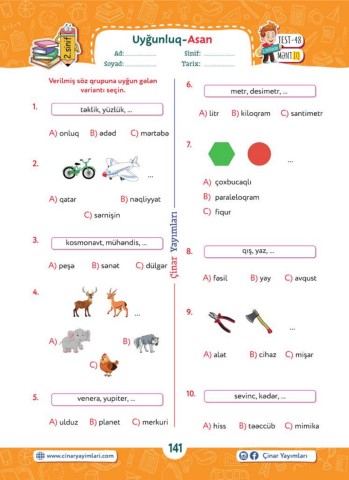 2. sinif
Uyğunluq-Asan
Ad:
Sinif:
Soyad:
Tarix:
TEST-48
MƏNTİQ
Verilmiş söz qrupuna uyğun gələn
variantı seçin.
1.
təklik, yüzlük, ...
A) onluq B) ədəd C) mərtəbə
2.
...
A) qatar B) nəqliyyat
C) sərnişin
3.
kosmonavt, mühəndis, ...
A) peşə B) sənət C) dülgər
4.
...
A) B)
C)
5.
venera, yupiter, ...
A) ulduz B) planet C) merkuri
Çinar Yayımları
6.
metr, desimetr, ...
A) litr B) kiloqram C) santimetr
7.
...
A) çoxbucaqlı
B) paraleloqram
C) fiqur
8.
qış, yaz, ...
A) fəsil B) yay C) avqust
9.
...
A) alət B) cihaz C) mişar
10.
sevinc, kədər, ...
A) hiss B) təəccüb C) mimika
www.cinaryayimlari.com
141
Çinar Yayımları